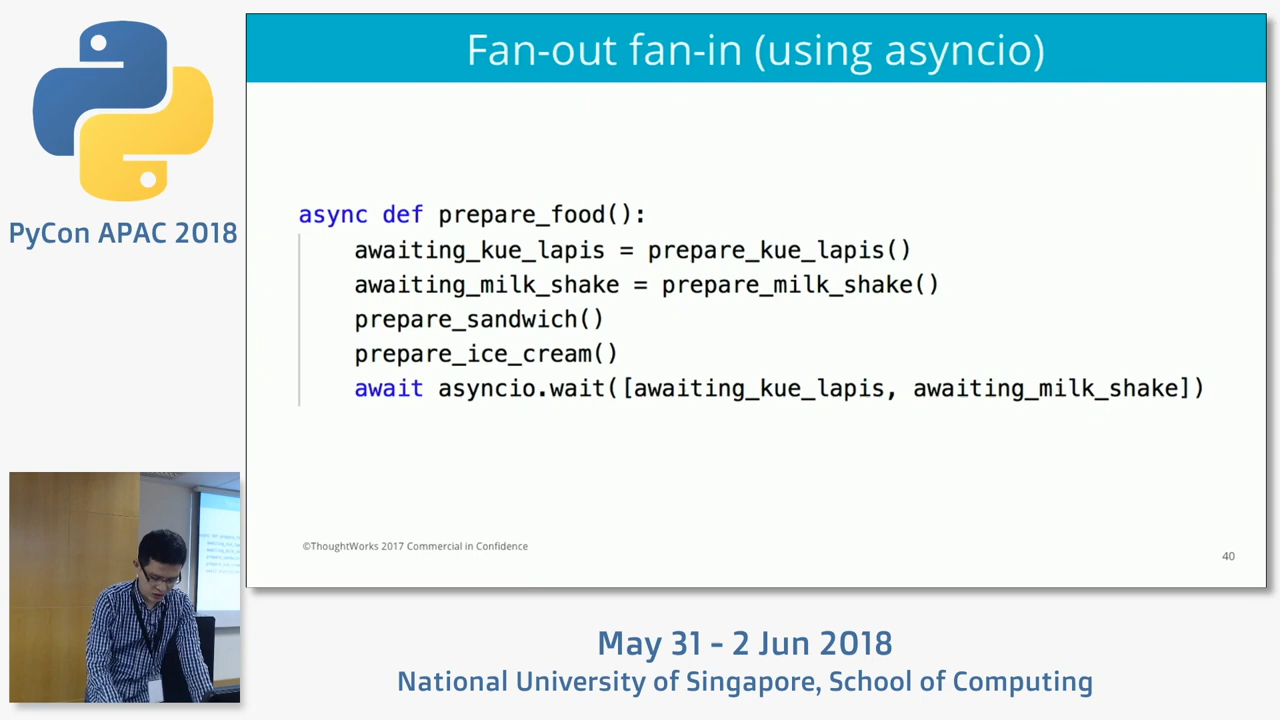 Fan-out fan-in (using asyncio)
PyCon APAC 2018
async def prepare_food():
awaiting_kue_lapis = prepare_kue_lapis()
awaiting_milk_shake = prepare_milk_shake()
prepare_sandwich()
prepare_ice_cream()
await asyncio.wait([awaiting_kue_lapis, awaiting_milk_shake])
©ThoughtWorks 2017 Commercial in Confidence
40
May 31 - 2 Jun 2018
National University of Singapore, School of Computing